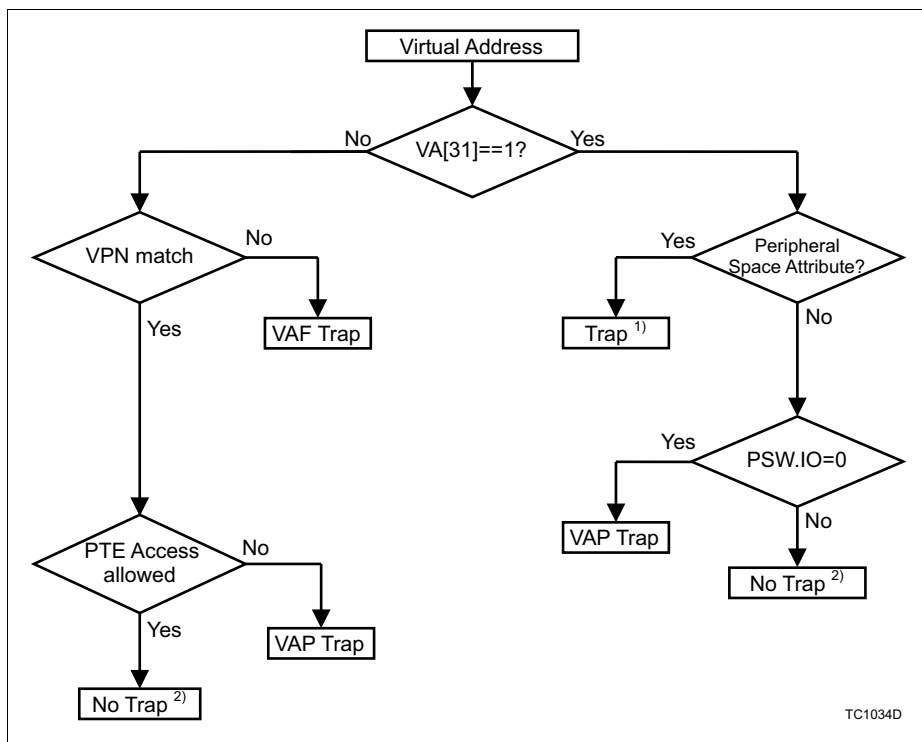 Virtual Address
No
VA[31]==1?
Yes
VPN match
No
Yes
Peripheral
Space Attribute?
Yes
VAF Trap
Trap 1)
No
Yes
PSW.IO=0
No
VAP Trap
PTE Access
allowed
No
No Trap 2)
Yes
VAP Trap
No Trap 2)
TC1034D